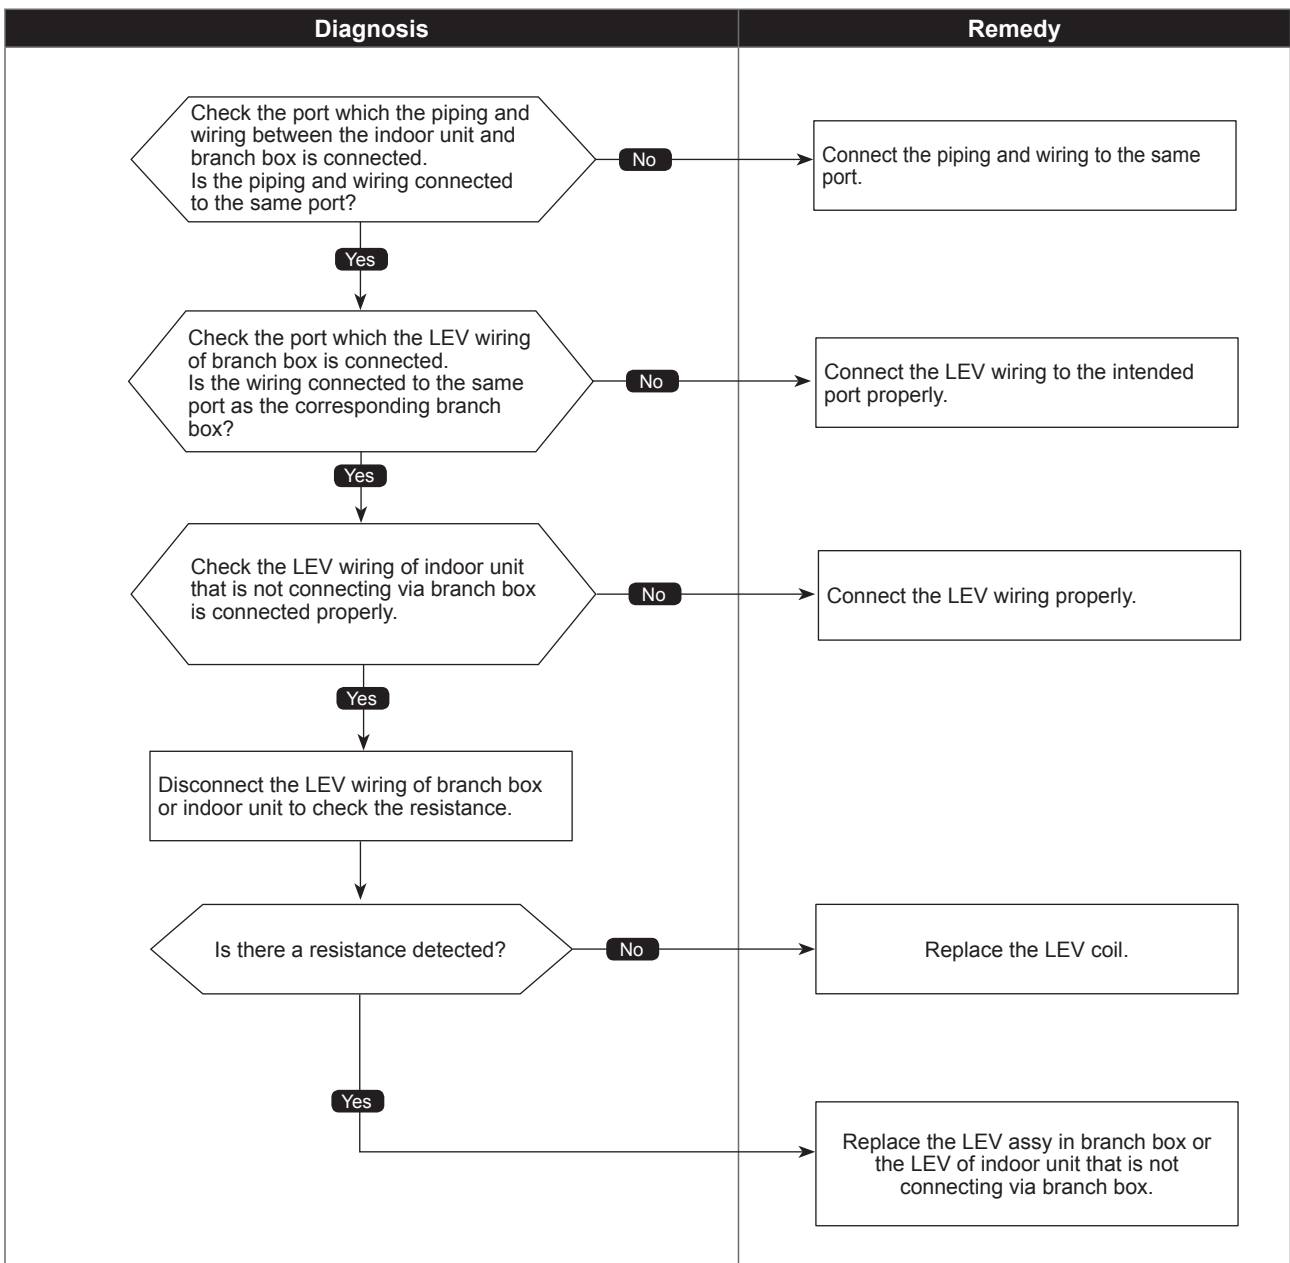 Diagnosis
Remedy
Check the port which the piping and
wiring between the indoor unit and
branch box is connected.
Is the piping and wiring connected
to the same port?
No
Connect the piping and wiring to the same
port.
Yes
Check the port which the LEV wiring
of branch box is connected.
Is the wiring connected to the same
port as the corresponding branch
box?
No
Connect the LEV wiring to the intended
port properly.
Yes
Check the LEV wiring of indoor unit
that is not connecting via branch box
is connected properly.
No
Connect the LEV wiring properly.
Yes
Disconnect the LEV wiring of branch box
or indoor unit to check the resistance.
Is there a resistance detected?
No
Replace the LEV coil.
Yes
Replace the LEV assy in branch box or
the LEV of indoor unit that is not
connecting via branch box.